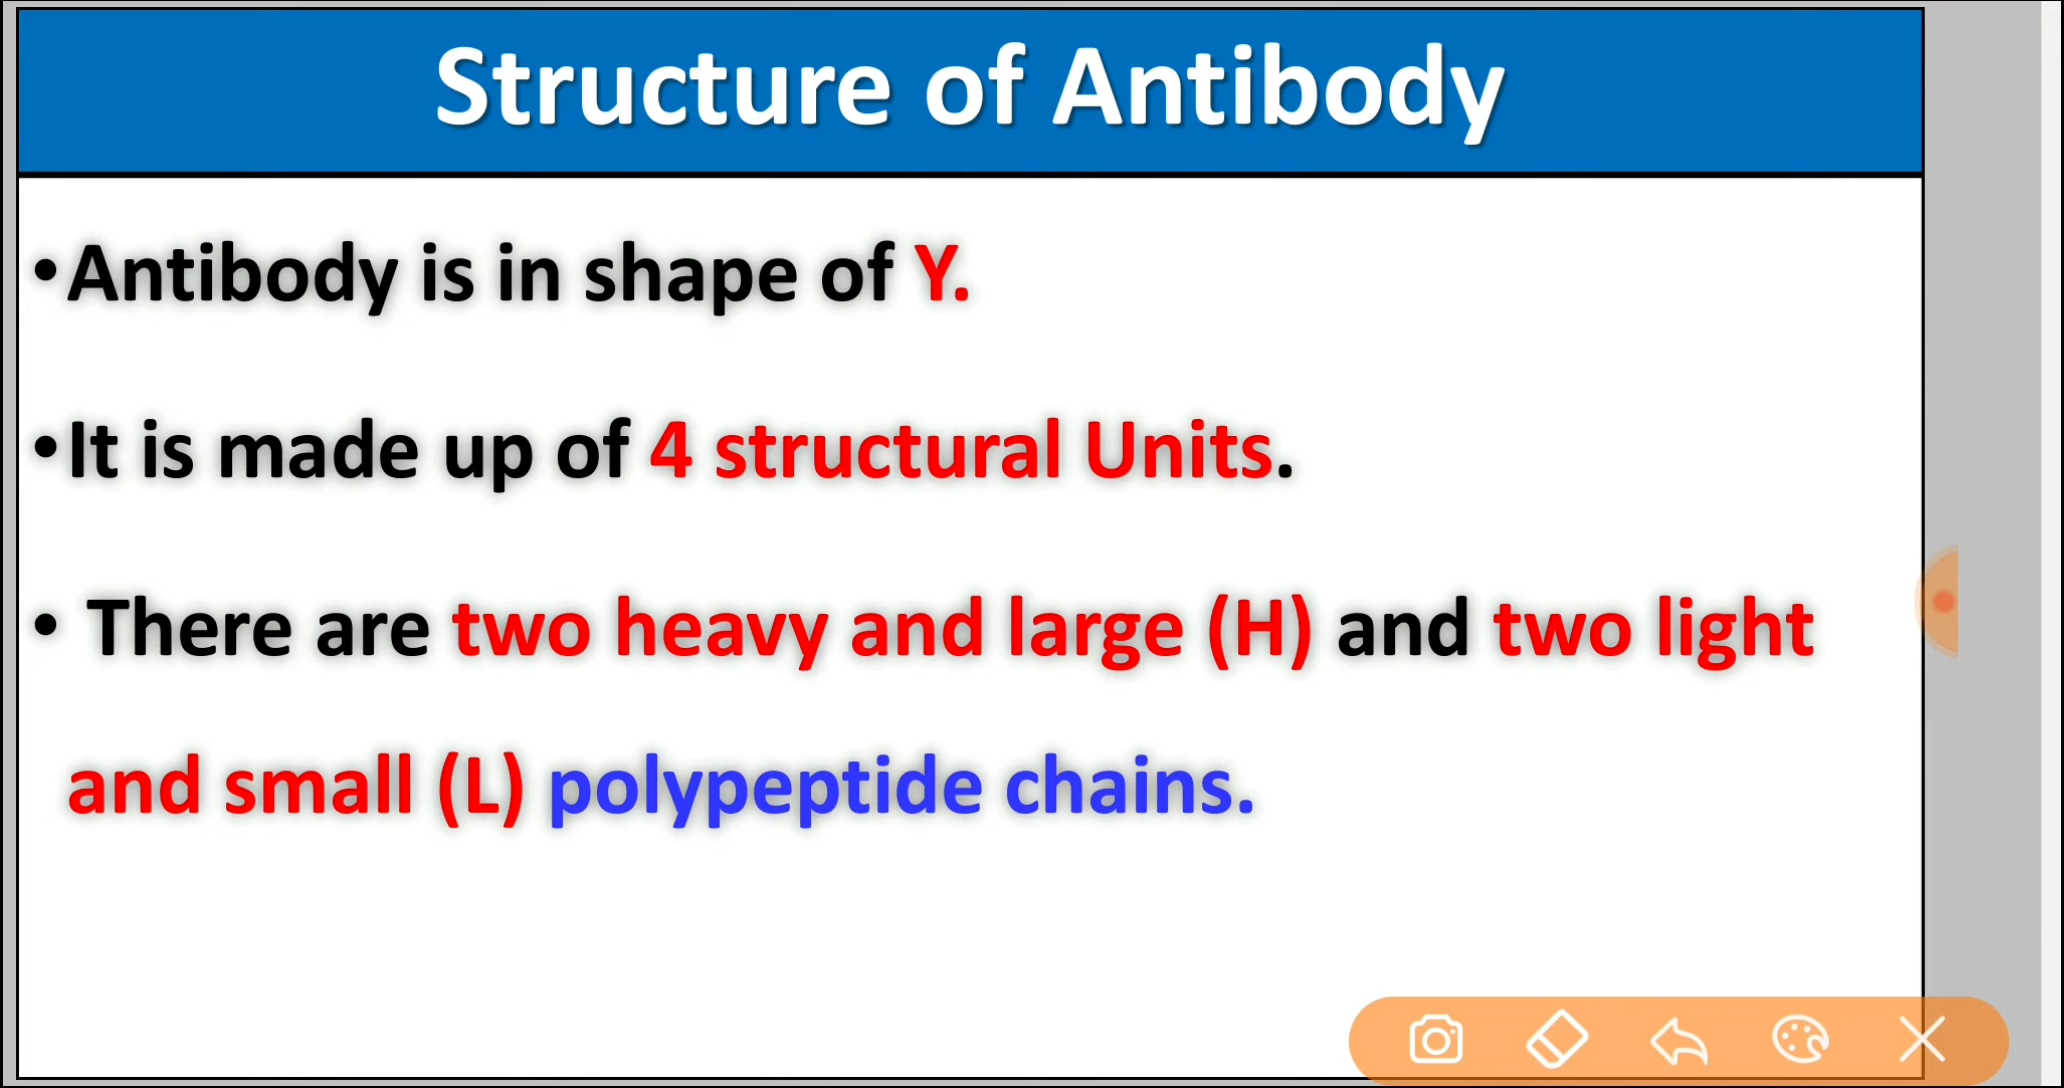 Structure of Antibody
•Antibody is in shape of Y.
•It is made up of 4 structural Units.
• There are two heavy and large (H) and two light
and small (L) polypeptide chains.